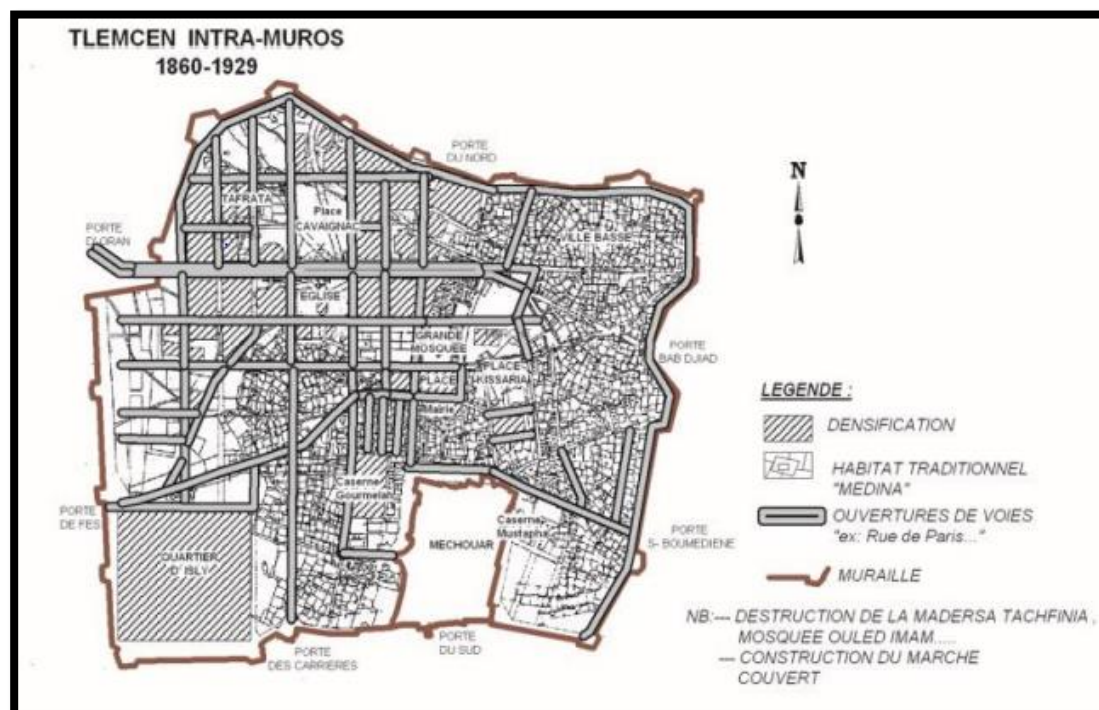 TLEMCEN INTRA-MUROS
1860-1929
PORTE
DU NORD
N
TAFRATA
Place
CAVAIGNAC
VILLE BASSE
PORTE
D'ORAN
EGLISE
GRANDE
MOSQUEE
PLACE
KISSARIA
PORTE
BAB DJIAD
PLACE
Mairie
Caserne
Gourmelah
PORTE
DE FES
QUARTIER
D' ISLY
MECHOUAR
Caserne
Mustapha
PORTE
S- BOUMEDIENE
PORTE
DES CARRIERES
PORTE
DU SUD
LEGENDE :
DENSIFICATION
HABITAT TRADITIONNEL
"MEDINA"
OUVERTURES DE VOIES
"ex: Rue de Paris..."
MURAILLE
NB:--- DESTRUCTION DE LA MADERSA TACHFINIA ,
MOSQUEE OULED IMAM.....
--- CONSTRUCTION DU MARCHE
COUVERT